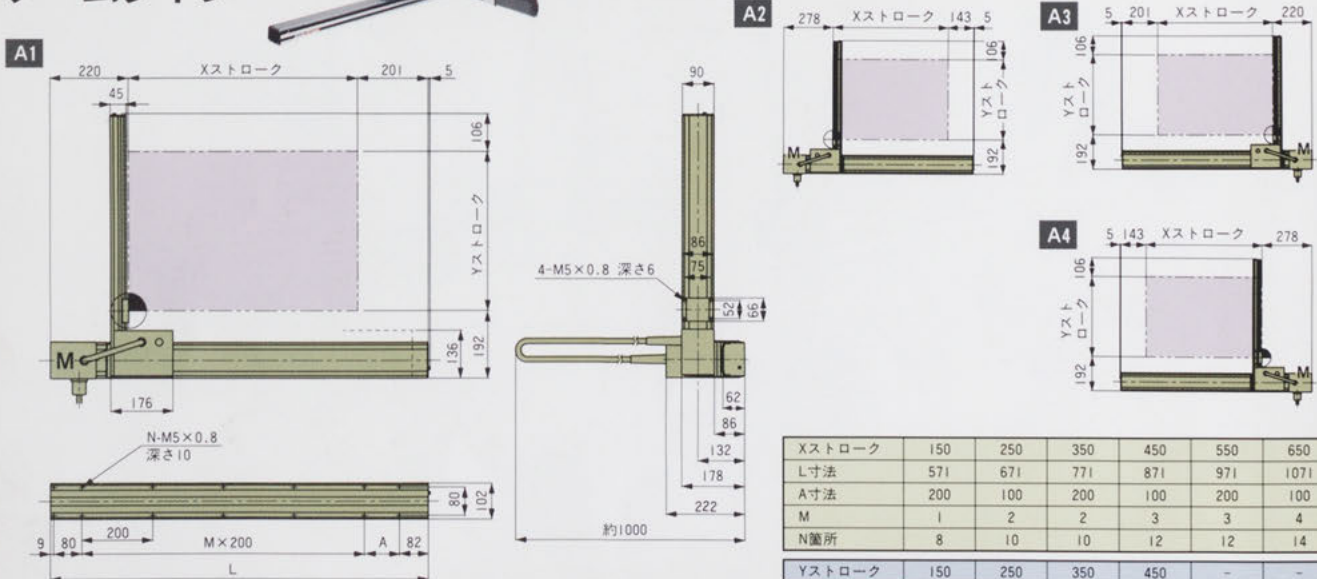 A1
220
Xストローク
201
5
45
106
Yストローク
192
136
M
176
N-M5×0.8
深さ10
80
102
200
9
80
M×200
A
82
L
90
86
75
4-M5×0.8 深さ6
52
66
62
86
132
178
222
約1000
A2
278
Xストローク
143
5
106
Yスト
ローク
192
M
A3
5
201
Xストローク
220
106
Yスト
ローク
192
M
A4
5
143
Xストローク
278
106
Yスト
ローク
192
M
Xストローク 150 250 350 450 550 650
L寸法 571 671 771 871 971 1071
A寸法 200 100 200 100 200 100
M 1 2 2 3 3 4
N箇所 8 10 10 12 12 14
Yストローク 150 250 350 450 - -